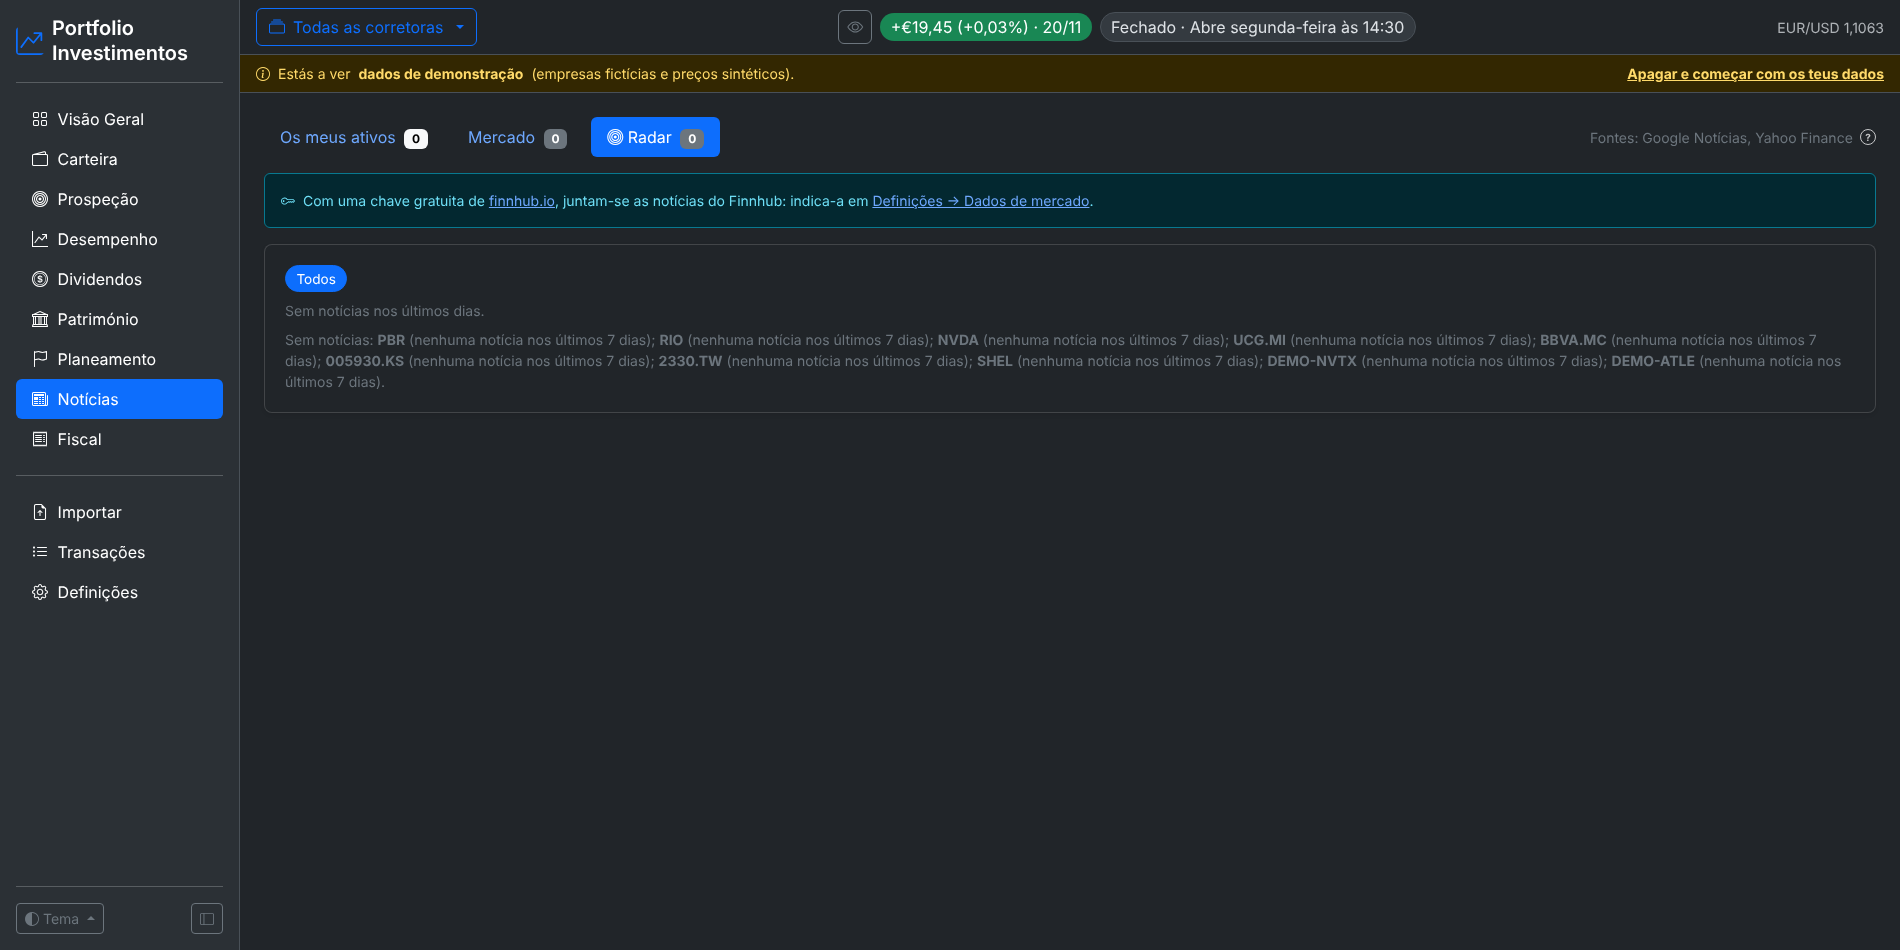 Portfolio
Investimentos
Visão Geral
Carteira
Prospeção
Desempenho
Dividendos
Património
Planeamento
Notícias
Fiscal
Importar
Transações
Definições
Tema
Todas as corretoras
+€19,45 (+0,03%) · 20/11
Fechado · Abre segunda-feira às 14:30
EUR/USD 1,1063
Estás a ver dados de demonstração (empresas fictícias e preços sintéticos).
Apagar e começar com os teus dados
Os meus ativos 0
Mercado 0
Radar 0
Fontes: Google Notícias, Yahoo Finance
Com uma chave gratuita de finnhub.io, juntam-se as notícias do Finnhub: indica-a em Definições → Dados de mercado.
Todos
Sem notícias nos últimos dias.
Sem notícias: PBR (nenhuma notícia nos últimos 7 dias); RIO (nenhuma notícia nos últimos 7 dias); NVDA (nenhuma notícia nos últimos 7 dias); UCG.MI (nenhuma notícia nos últimos 7 dias); BBVA.MC (nenhuma notícia nos últimos 7
dias); 005930.KS (nenhuma notícia nos últimos 7 dias); 2330.TW (nenhuma notícia nos últimos 7 dias); SHEL (nenhuma notícia nos últimos 7 dias); DEMO-NVTX (nenhuma notícia nos últimos 7 dias); DEMO-ATLE (nenhuma notícia nos
últimos 7 dias).